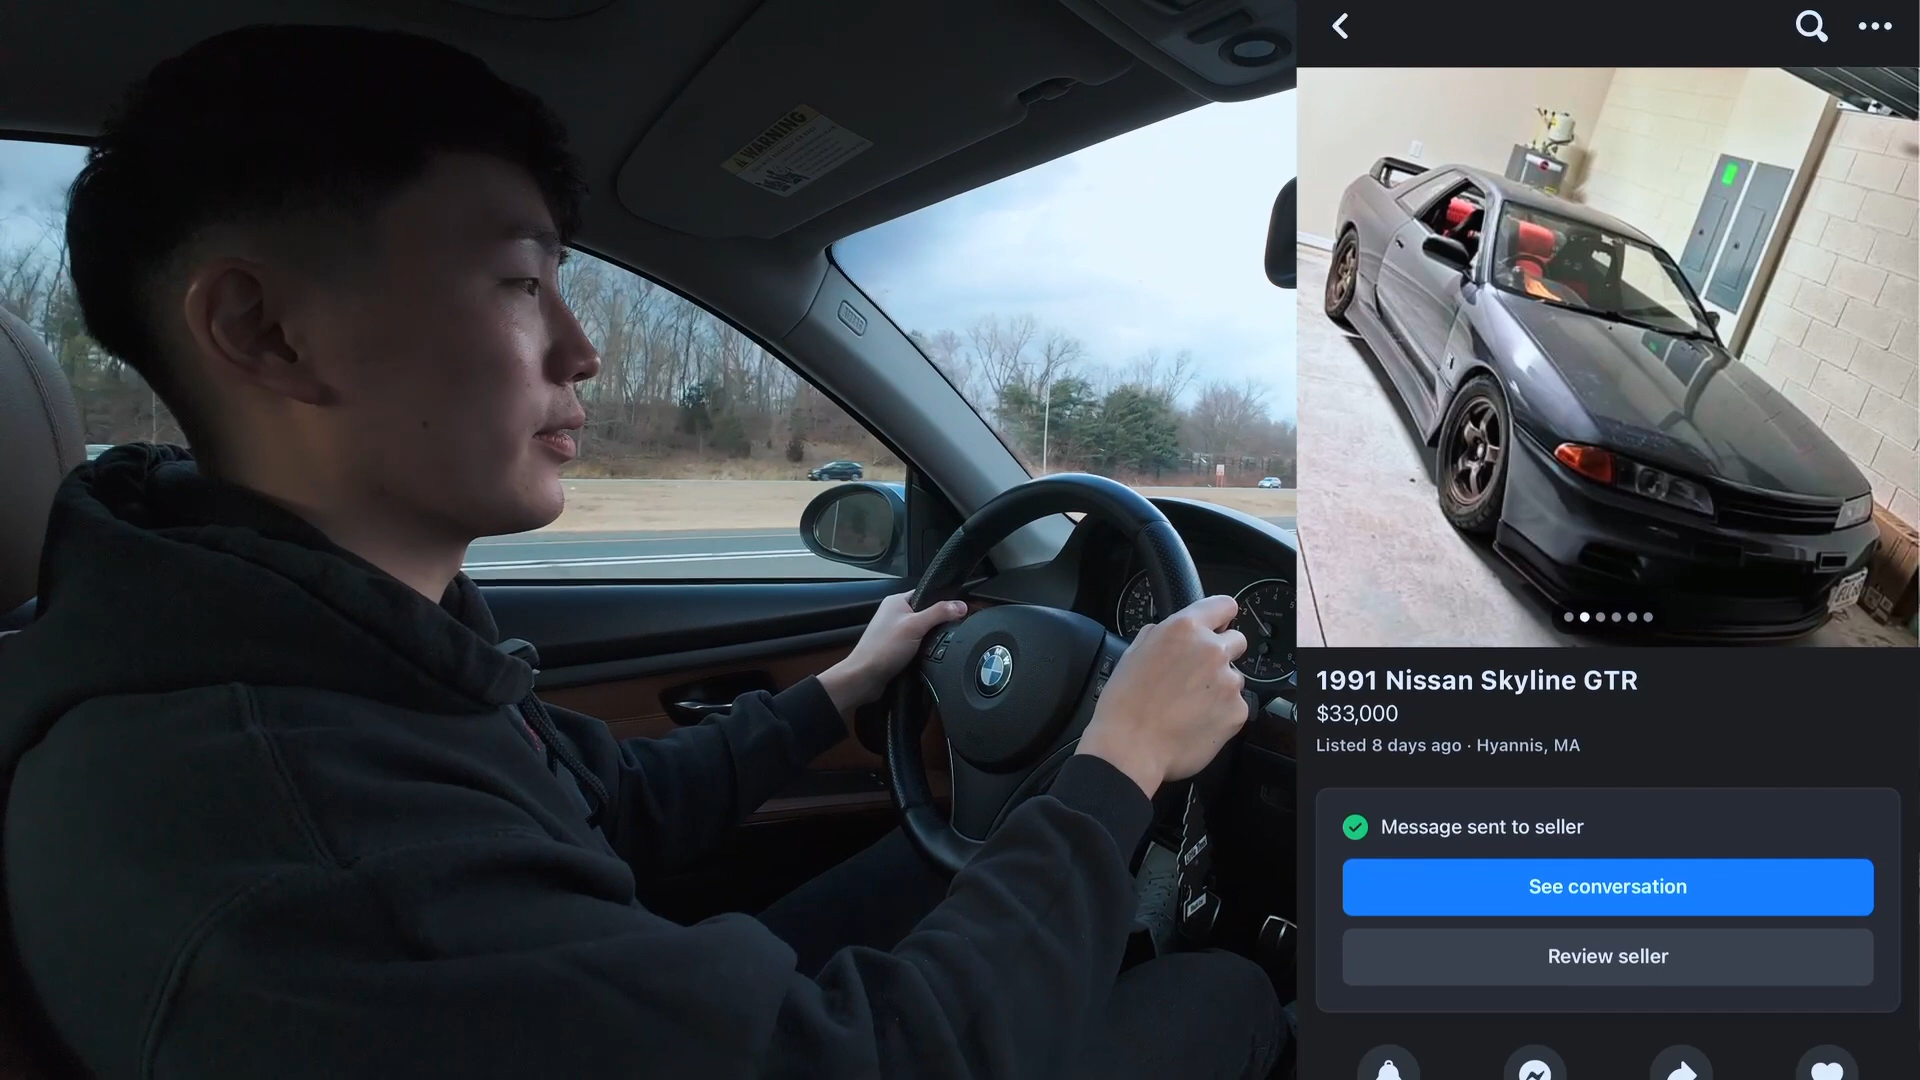 WARNING
BMW
1991 Nissan Skyline GTR
$33,000
Listed 8 days ago · Hyannis, MA
Message sent to seller
See conversation
Review seller